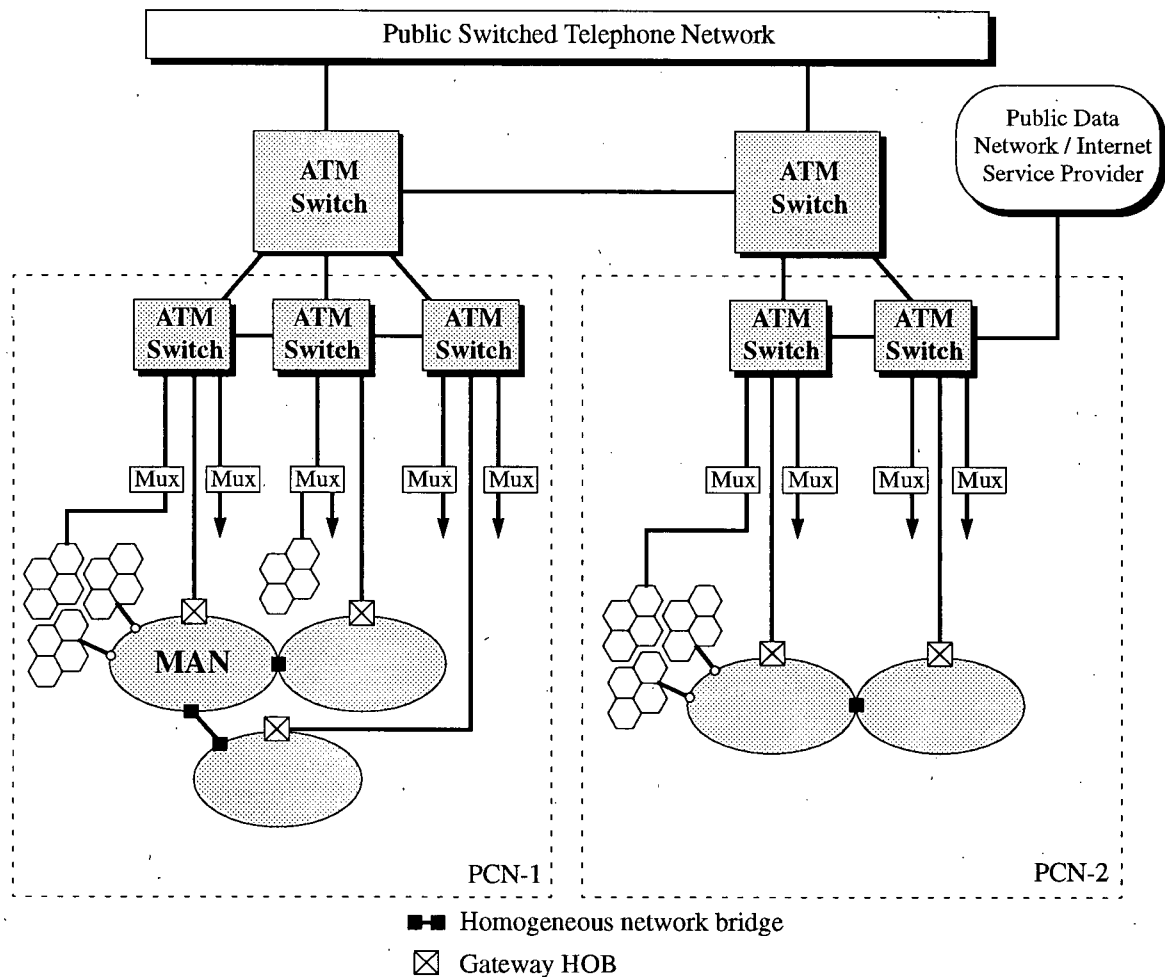 Public Switched Telephone Network
Public Data
Network / Internet
Service Provider
ATM
Switch
ATM
Switch
ATM
Switch
ATM
Switch
ATM
Switch
ATM
Switch
ATM
Switch
Mux
Mux
Mux
Mux
Mux
Mux
Mux
Mux
Mux
MAN
PCN-1
PCN-2
Homogeneous network bridge
Gateway HOB